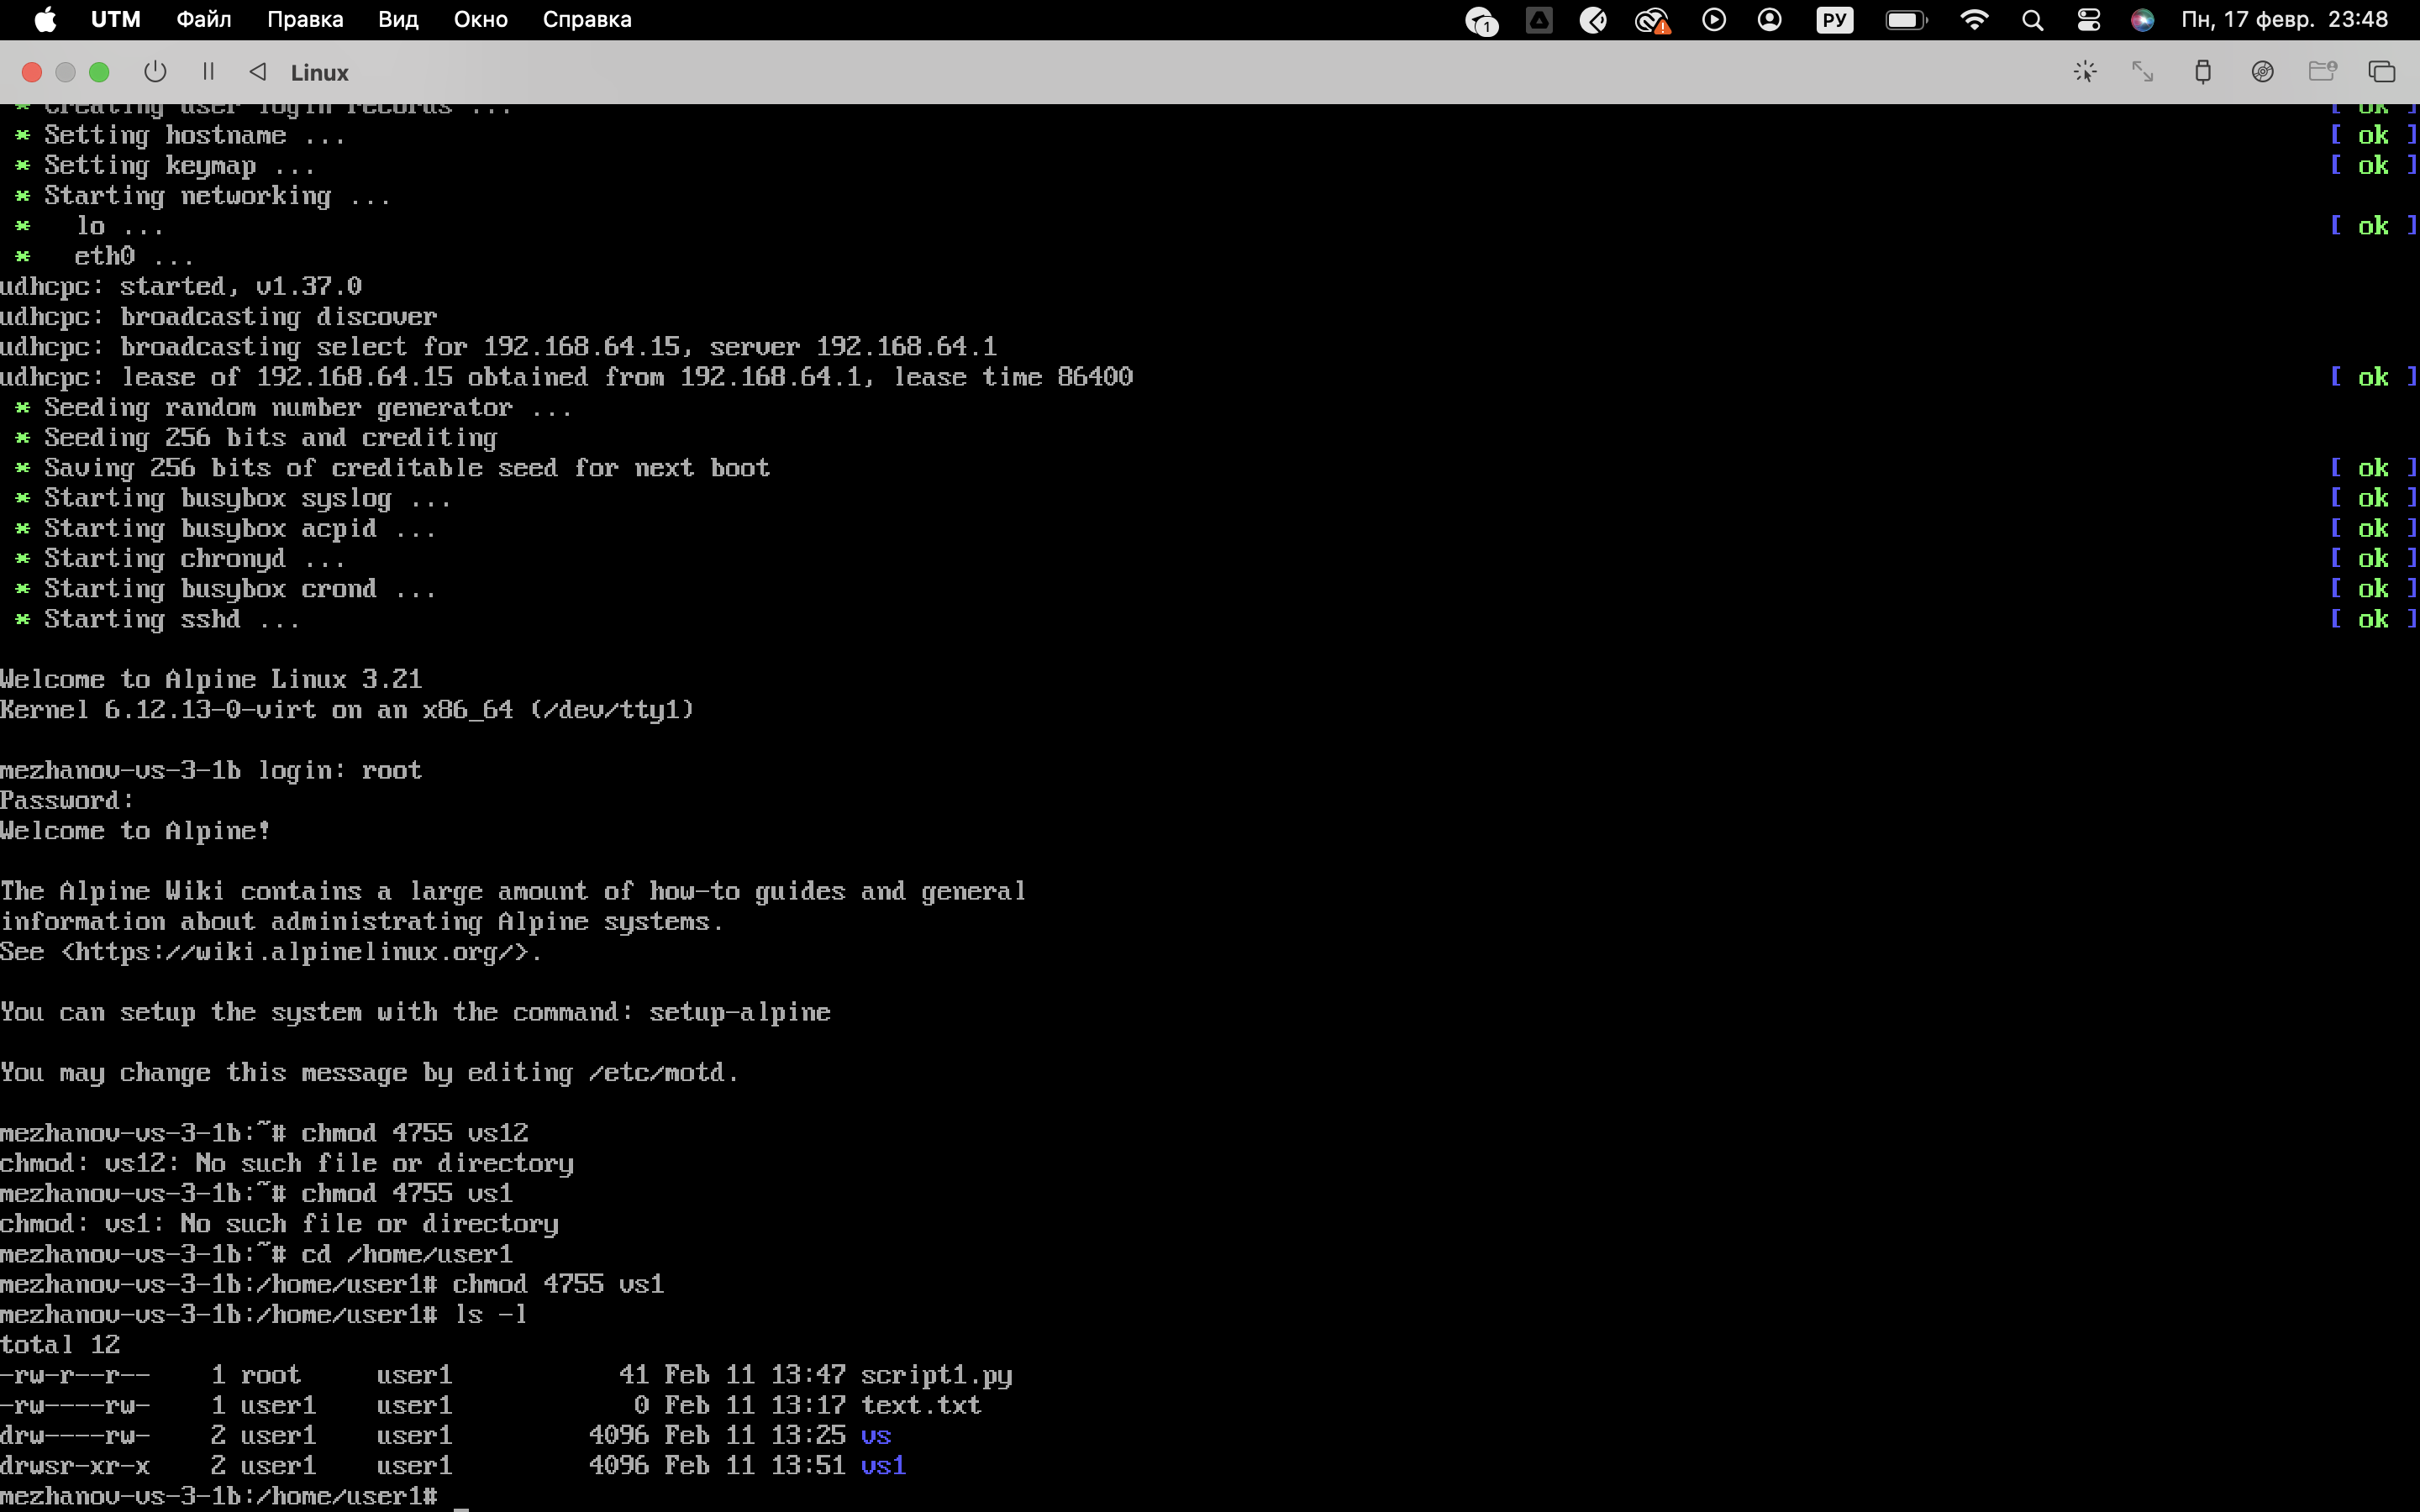 UTM Файл Правка Вид Окно Справка 1 РУ Пн, 17 февр. 23:48
Linux
* Creating user login records ... [ ok ]
* Setting hostname ... [ ok ]
* Setting keymap ... [ ok ]
* Starting networking ...
* lo ... [ ok ]
* eth0 ...
udhcpc: started, v1.37.0
udhcpc: broadcasting discover
udhcpc: broadcasting select for 192.168.64.15, server 192.168.64.1
udhcpc: lease of 192.168.64.15 obtained from 192.168.64.1, lease time 86400 [ ok ]
* Seeding random number generator ...
* Seeding 256 bits and crediting
* Saving 256 bits of creditable seed for next boot [ ok ]
* Starting busybox syslog ... [ ok ]
* Starting busybox acpid ... [ ok ]
* Starting chronyd ... [ ok ]
* Starting busybox crond ... [ ok ]
* Starting sshd ... [ ok ]
Welcome to Alpine Linux 3.21
Kernel 6.12.13-0-virt on an x86_64 (/dev/tty1)
mezhanov-vs-3-1b login: root
Password:
Welcome to Alpine!
The Alpine Wiki contains a large amount of how-to guides and general
information about administrating Alpine systems.
See <https://wiki.alpinelinux.org/>.
You can setup the system with the command: setup-alpine
You may change this message by editing /etc/motd.
mezhanov-vs-3-1b:~# chmod 4755 vs12
chmod: vs12: No such file or directory
mezhanov-vs-3-1b:~# chmod 4755 vs1
chmod: vs1: No such file or directory
mezhanov-vs-3-1b:~# cd /home/user1
mezhanov-vs-3-1b:/home/user1# chmod 4755 vs1
mezhanov-vs-3-1b:/home/user1# ls -l
total 12
-rw-r--r-- 1 root user1 41 Feb 11 13:47 script1.py
-rw----rw- 1 user1 user1 0 Feb 11 13:17 text.txt
drw----rw- 2 user1 user1 4096 Feb 11 13:25 vs
drwsr-xr-x 2 user1 user1 4096 Feb 11 13:51 vs1
mezhanov-vs-3-1b:/home/user1# _